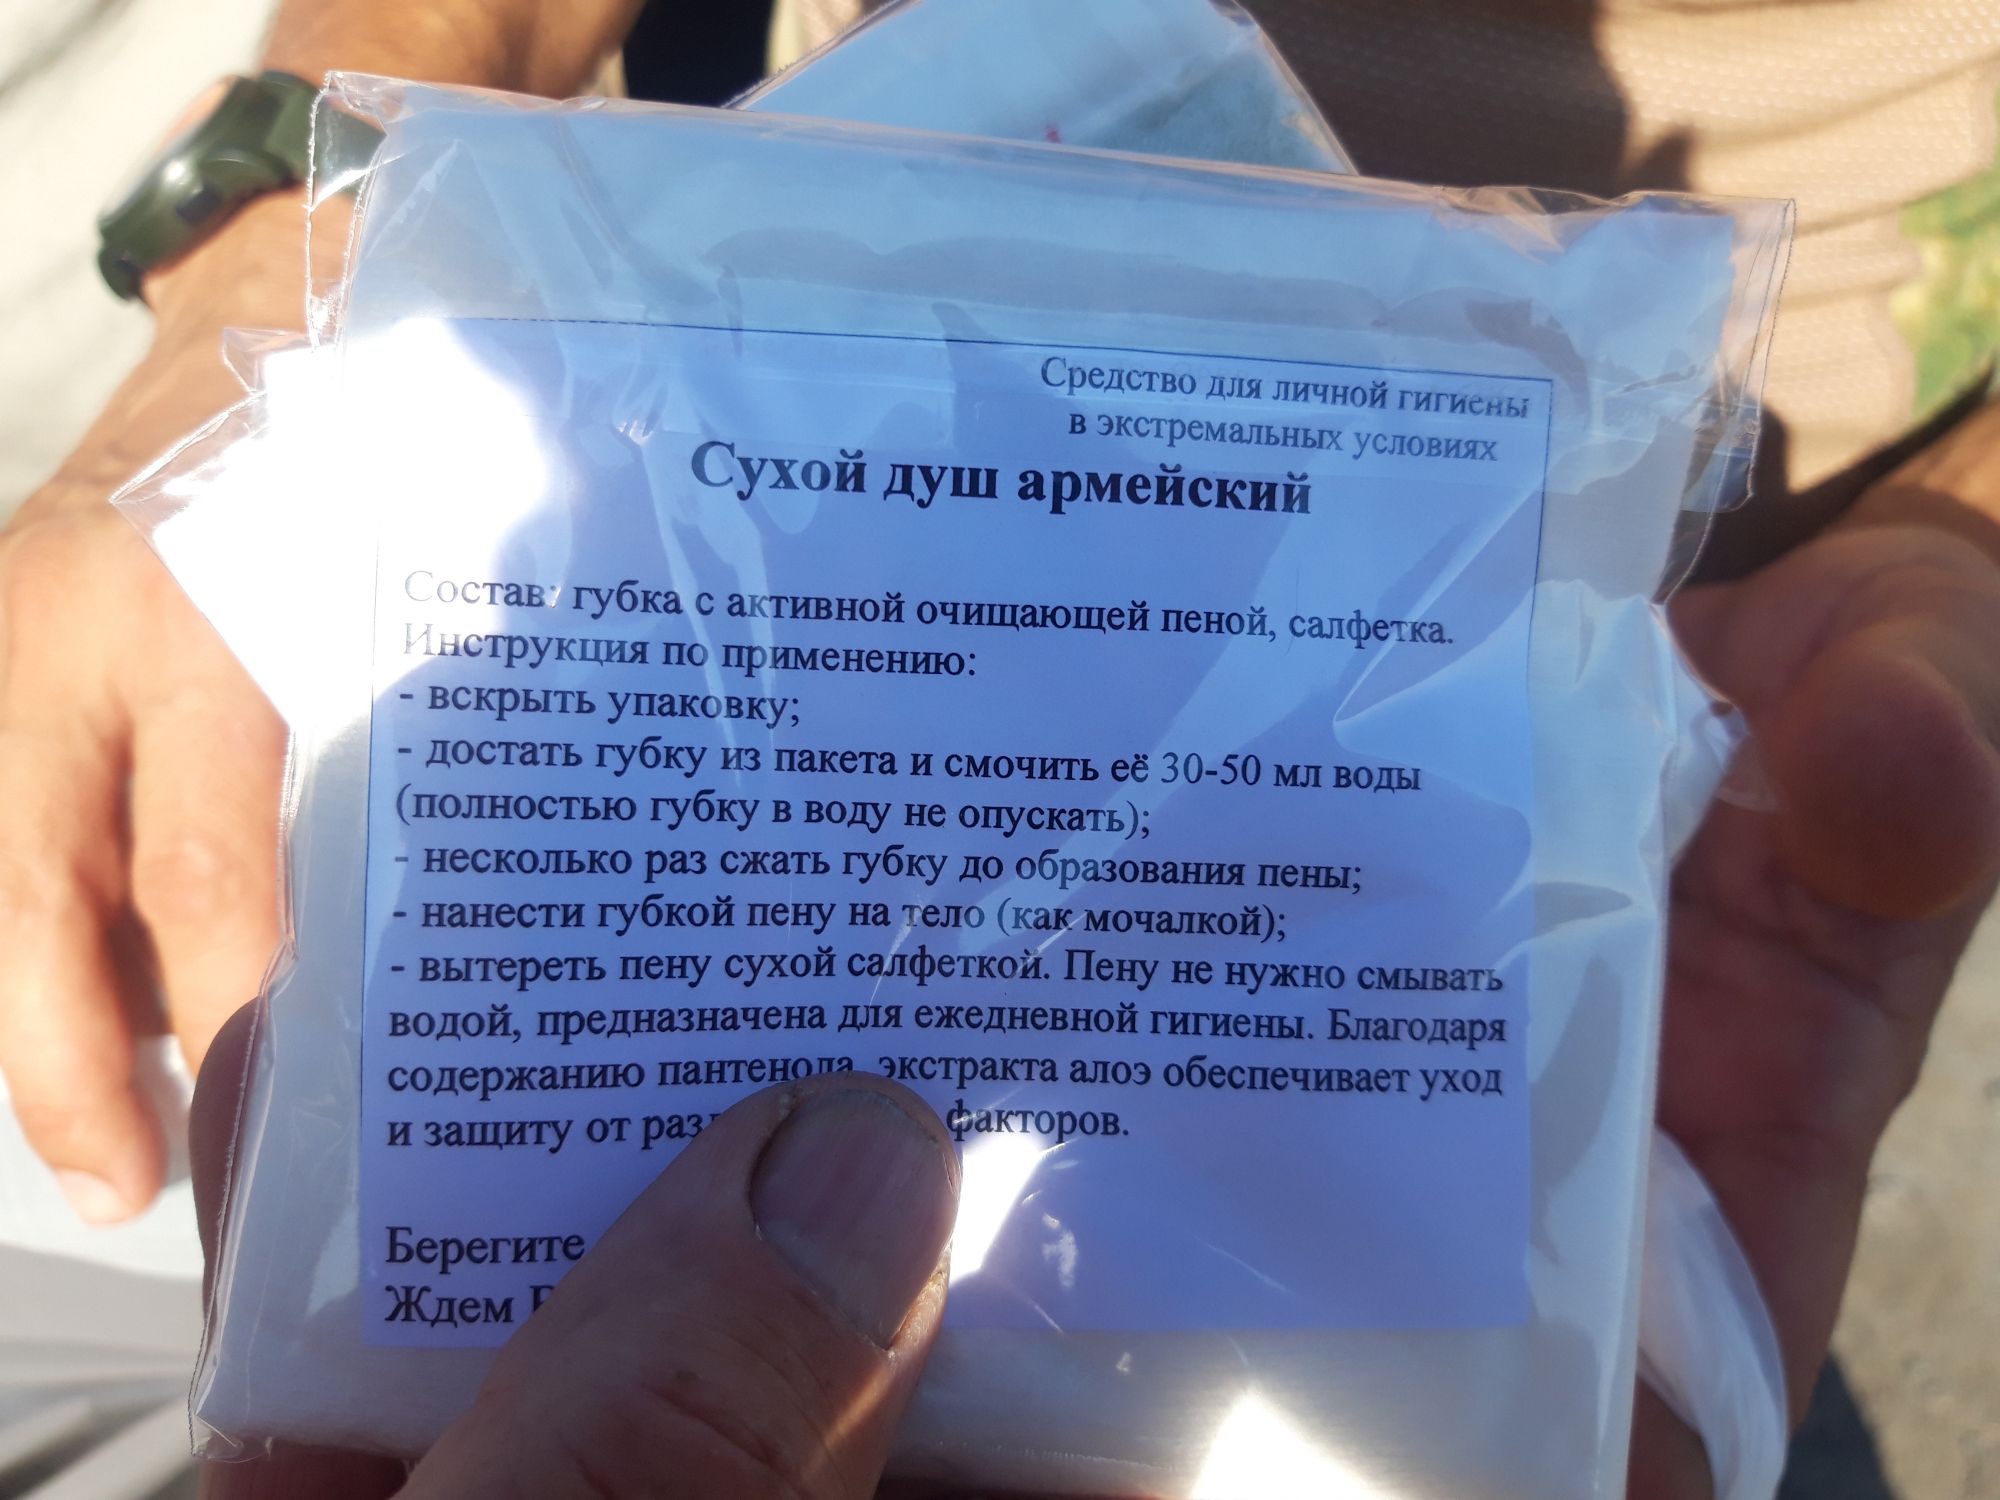 Средство для личной гигиены
в экстремальных условиях
Сухой душ армейский
Состав: губка с активной очищающей пеной, салфетка.
Инструкция по применению:
- вскрыть упаковку;
- достать губку из пакета и смочить её 30-50 мл воды
(полностью губку в воду не опускать);
- несколько раз сжать губку до образования пены;
- нанести губкой пену на тело (как мочалкой);
- вытереть пену сухой салфеткой. Пену не нужно смывать
водой, предназначена для ежедневной гигиены. Благодаря
содержанию пантенола, экстракта алоэ обеспечивает уход
и защиту от факторов.
Берегите
Ждем